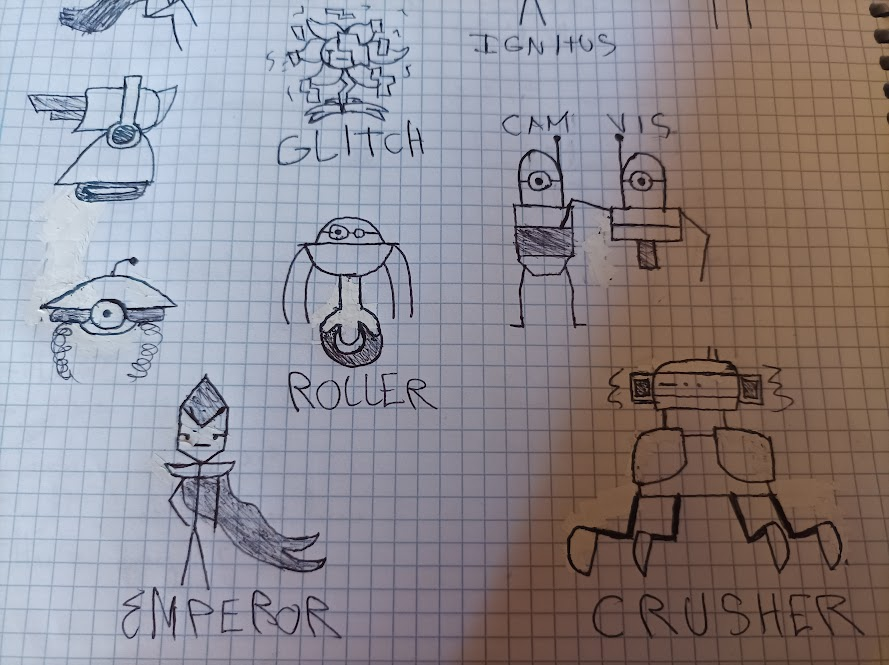 IGNITUS
GLITCH
CAM VIS
ROLLER
EMPEROR
CRUSHER